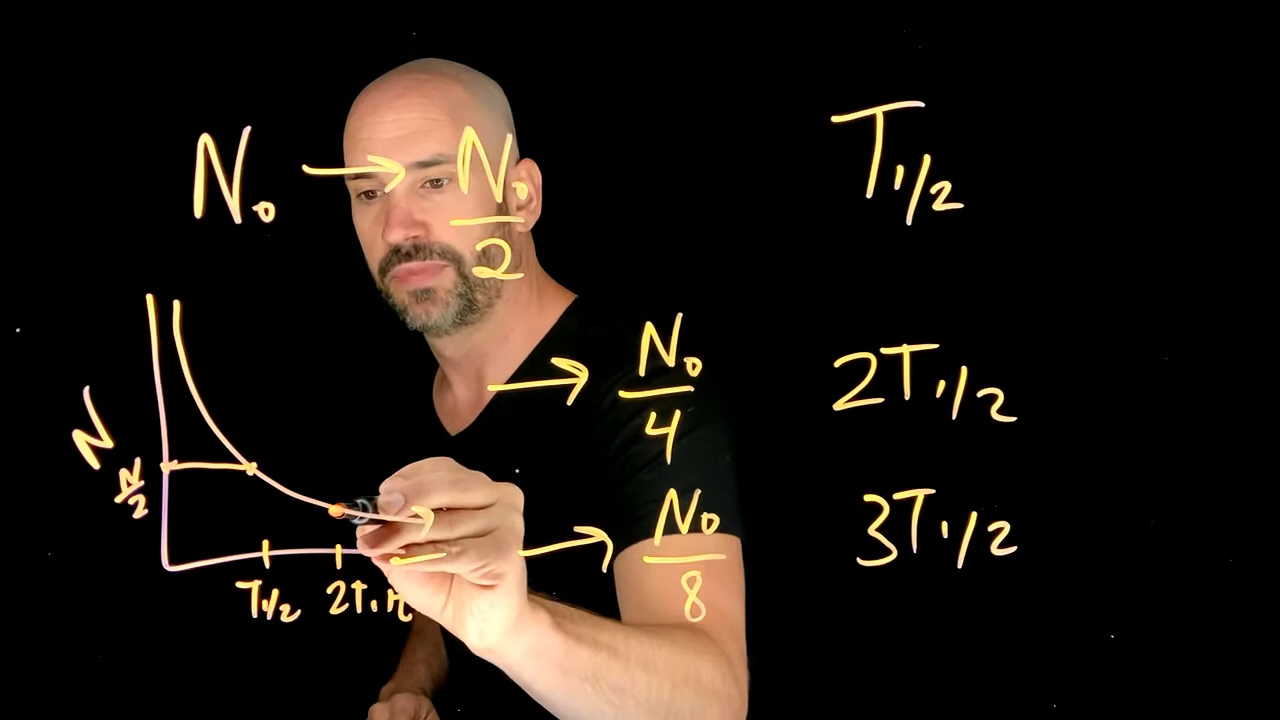 N₀ → N₀/2 T₁/₂
→ N₀/4 2T₁/₂
N
N/2
→ N₀/8 3T₁/₂
T₁/₂ 2T₁/₂